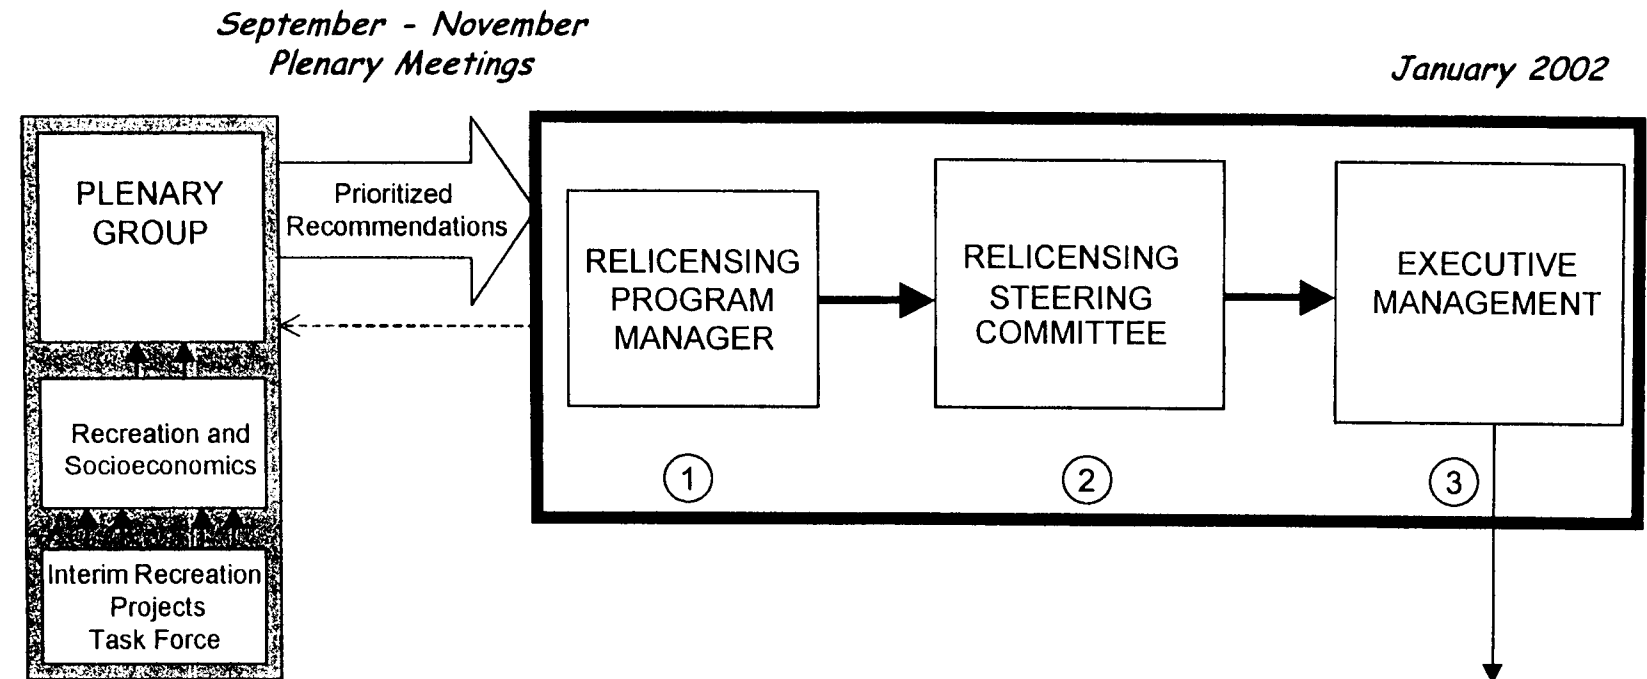 September - November
Plenary Meetings
January 2002
PLENARY
GROUP
Prioritized
Recommendations
RELICENSING
PROGRAM
MANAGER
RELICENSING
STEERING
COMMITTEE
EXECUTIVE
MANAGEMENT
Recreation and
Socioeconomics
1
2
3
Interim Recreation
Projects
Task Force